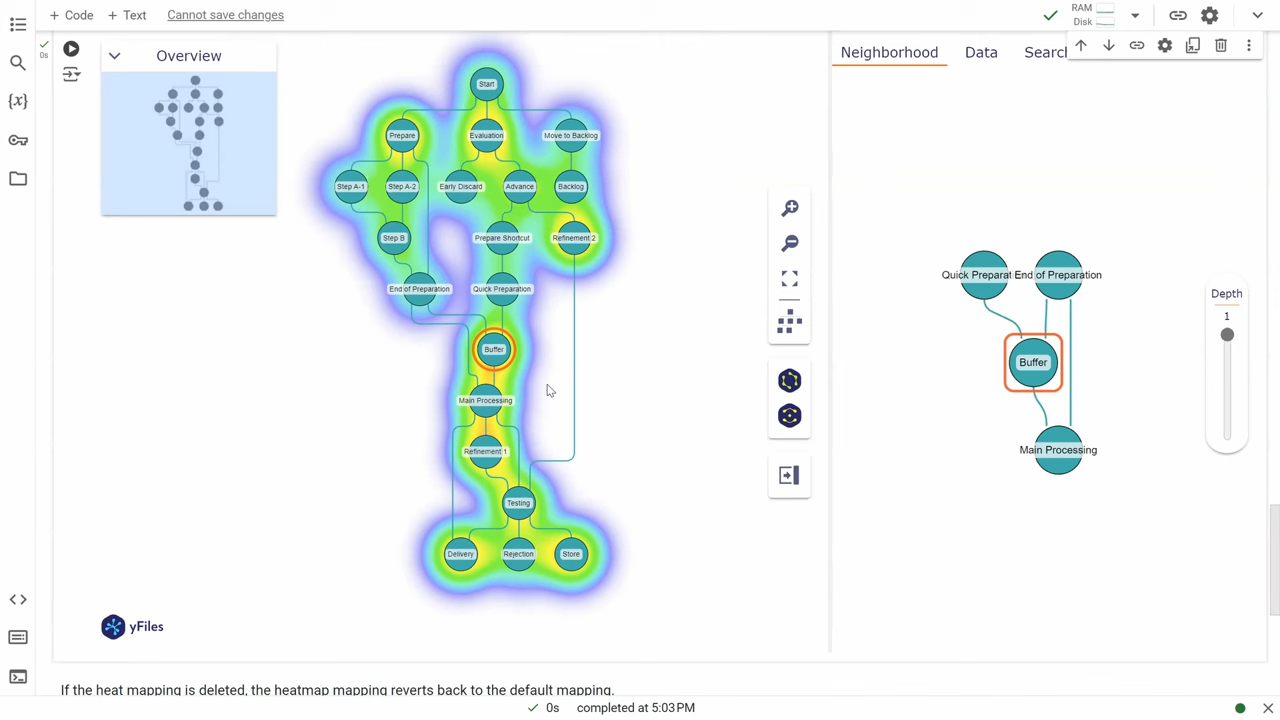 + Code + Text Cannot save changes
RAM
Disk
0s
Overview
Neighborhood Data Search
Start
Prepare Evaluation Move to Backlog
Step A-1 Step A-2 Early Discard Advance Backlog
Step B Prepare Shortcut Refinement 2
End of Preparation Quick Preparation
Buffer
Main Processing
Refinement 1
Testing
Delivery Rejection Store
Quick Preparat End of Preparation
Buffer
Main Processing
Depth
1
yFiles
If the heat mapping is deleted, the heatmap mapping reverts back to the default mapping.
0s completed at 5:03 PM